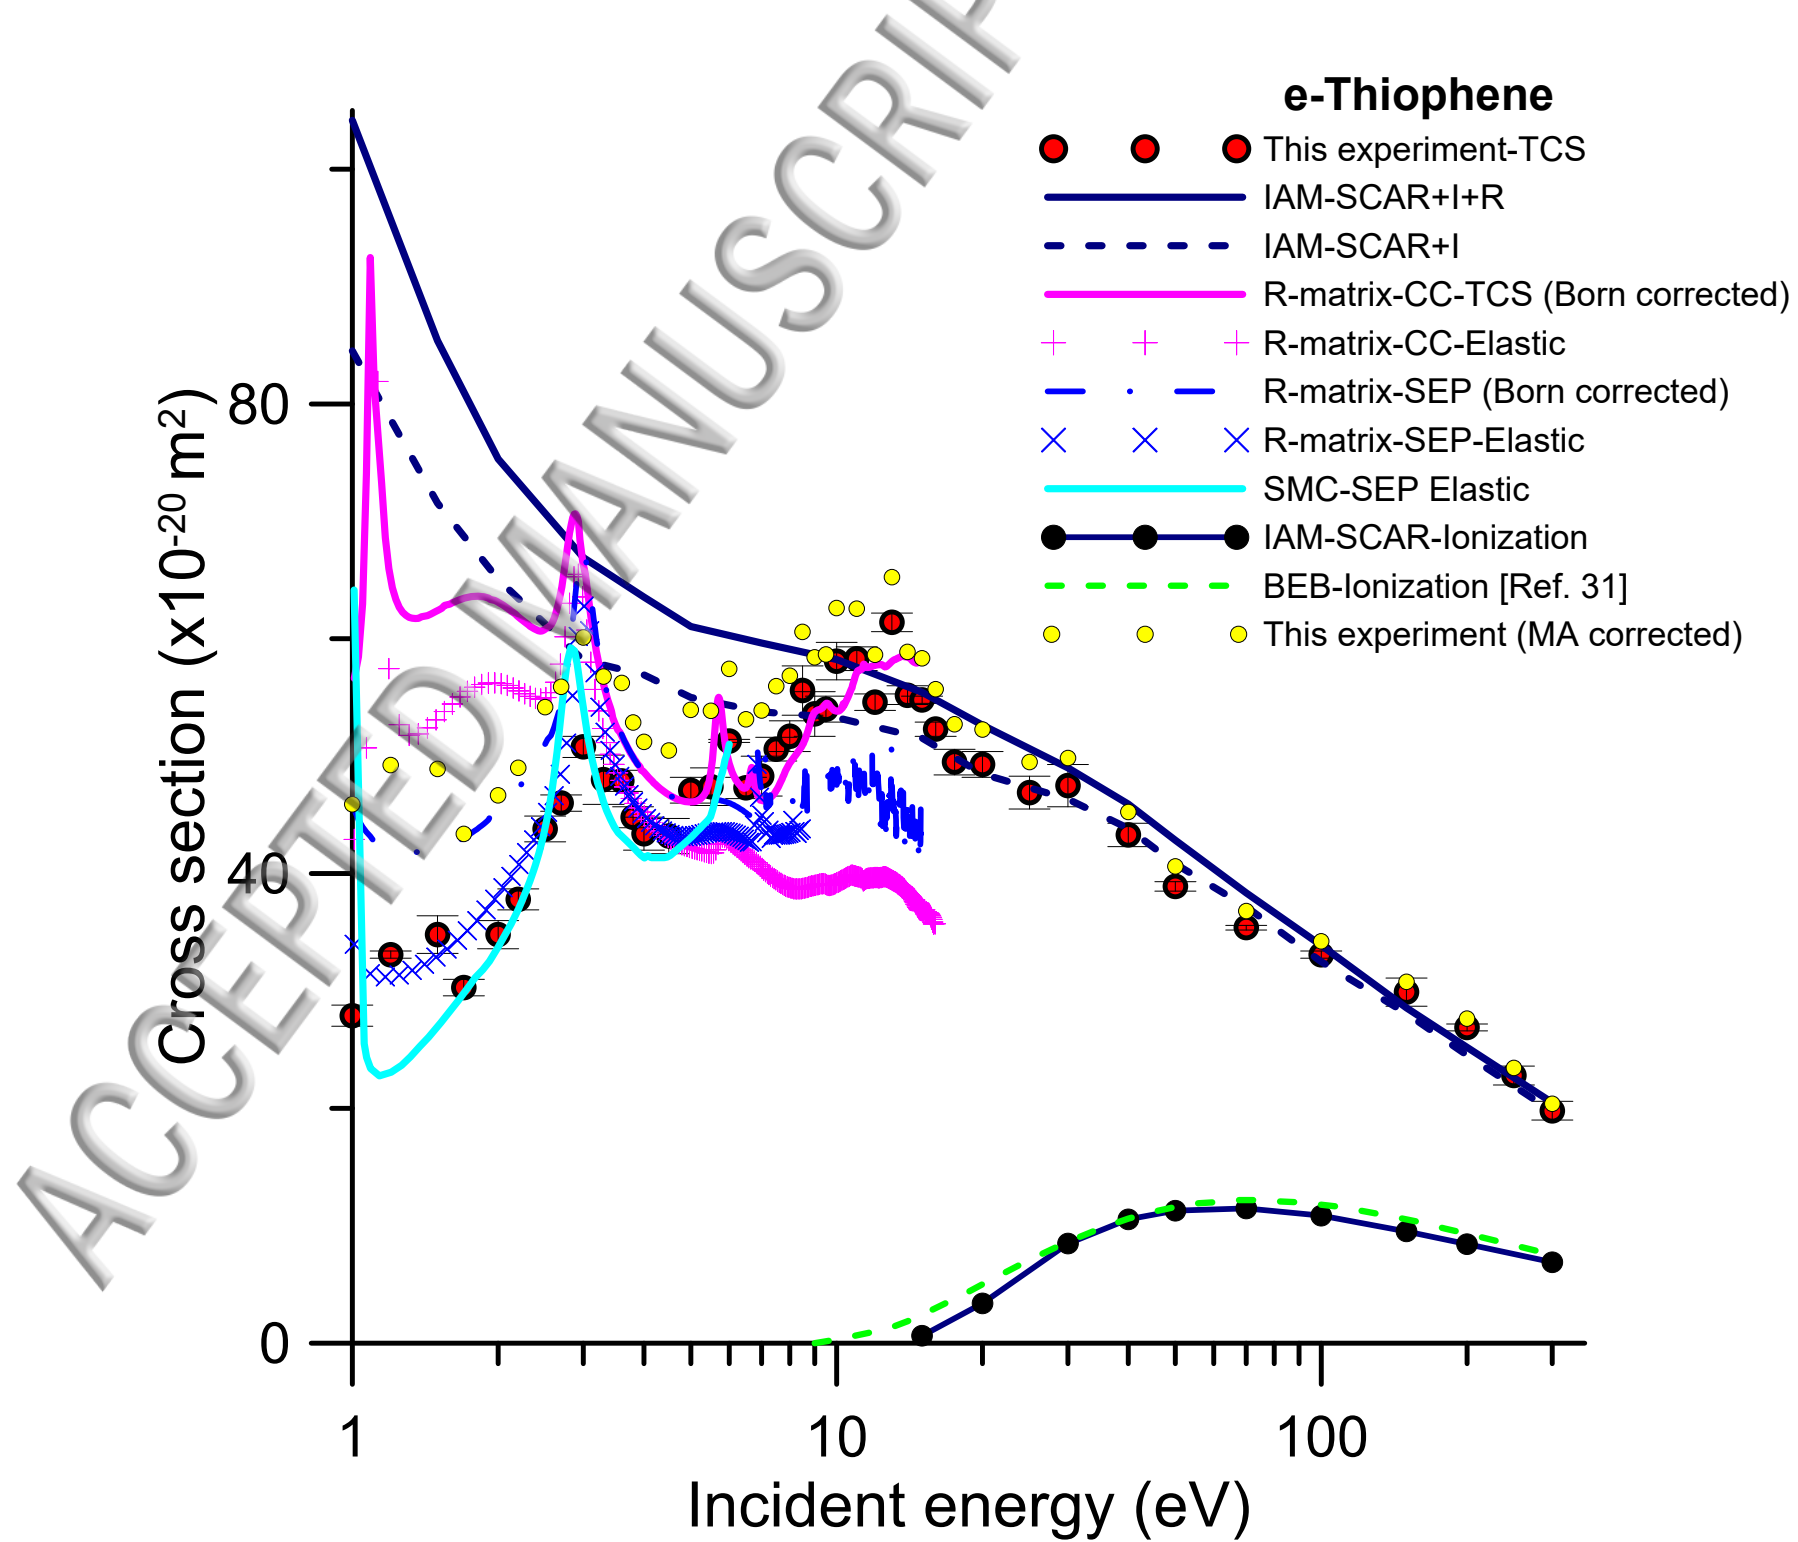 e-Thiophene
This experiment-TCS
IAM-SCAR+I+R
IAM-SCAR+I
R-matrix-CC-TCS (Born corrected)
R-matrix-CC-Elastic
R-matrix-SEP (Born corrected)
R-matrix-SEP-Elastic
SMC-SEP Elastic
IAM-SCAR-Ionization
BEB-Ionization [Ref. 31]
This experiment (MA corrected)
80
40
0
Cross section (x10⁻²⁰ m²)
1 10 100
Incident energy (eV)
ACCEPTED MANUSCRIP